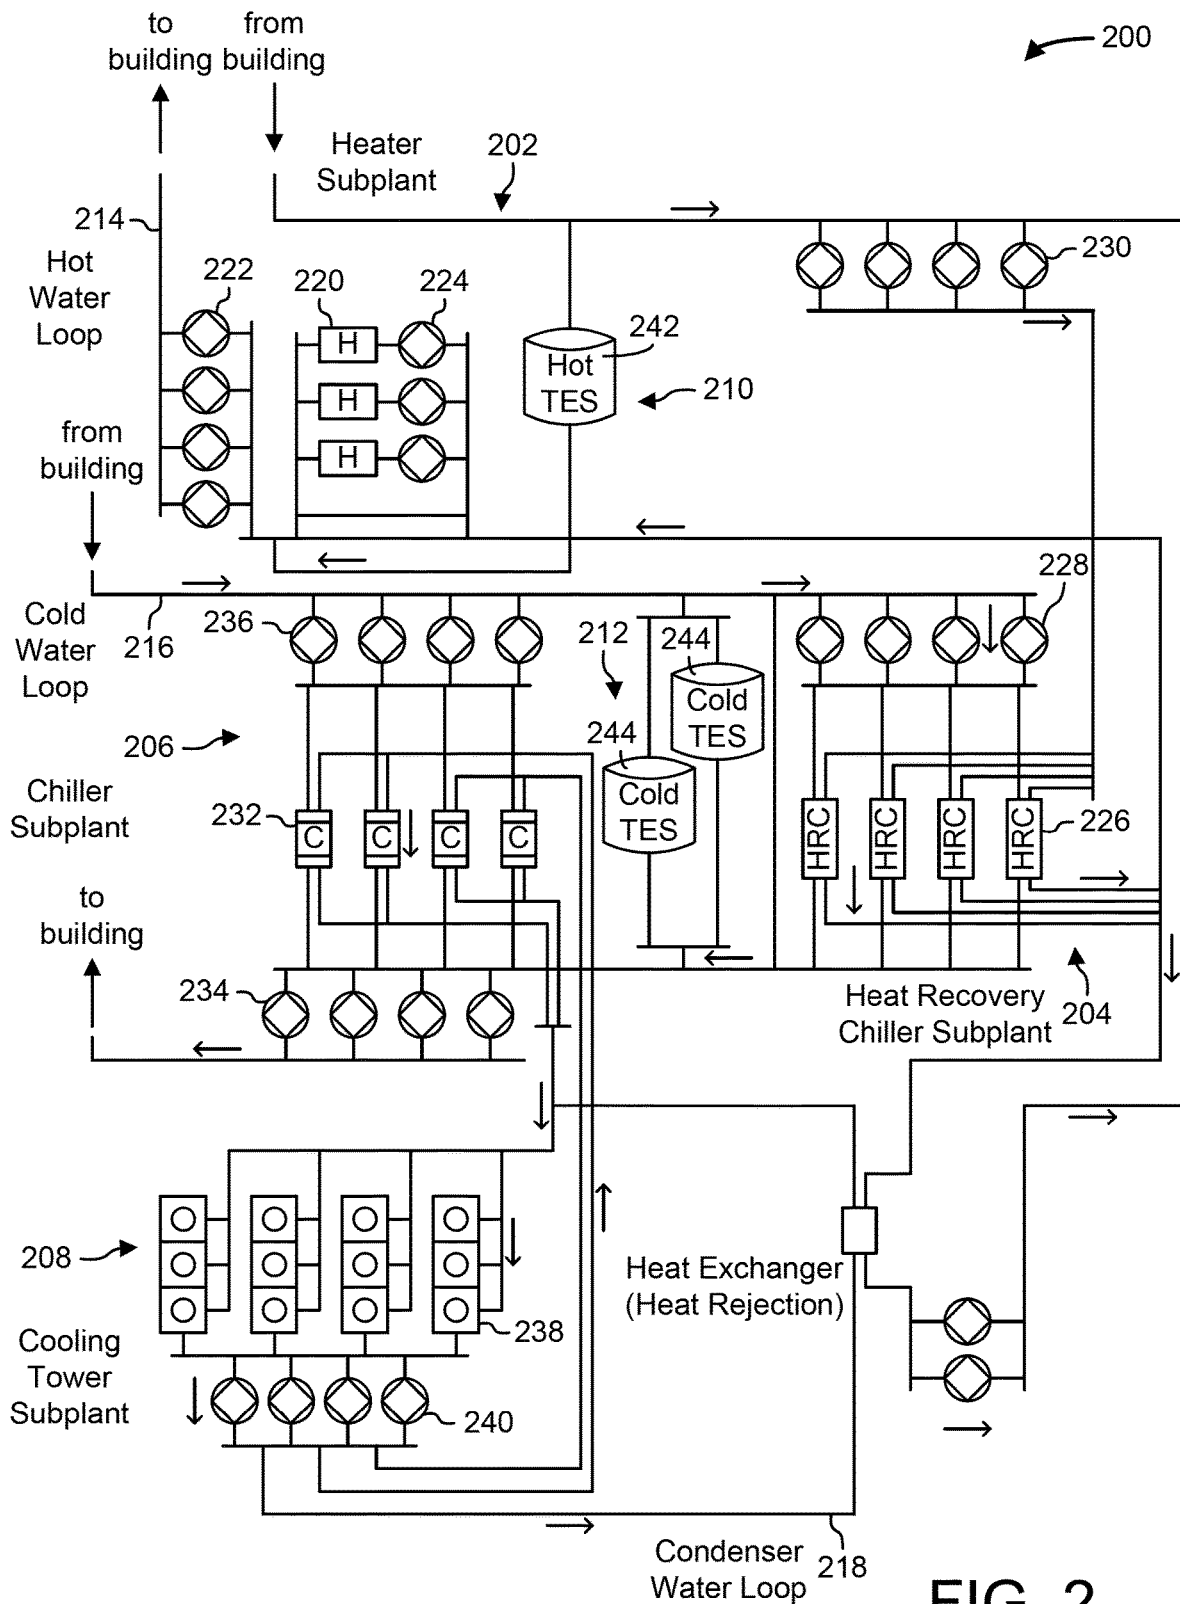 to
building
from
building
200
Heater
Subplant
202
214
Hot
Water
Loop
222
220
224
230
H
H
H
Hot
TES
242
210
from
building
Cold
Water
Loop
216
236
212
244
Cold
TES
244
Cold
TES
228
206
Chiller
Subplant
232
C
C
C
C
HRC
HRC
HRC
HRC
226
to
building
234
Heat Recovery
Chiller Subplant
204
208
238
Cooling
Tower
Subplant
240
Heat Exchanger
(Heat Rejection)
Condenser
Water Loop
218
FIG. 2